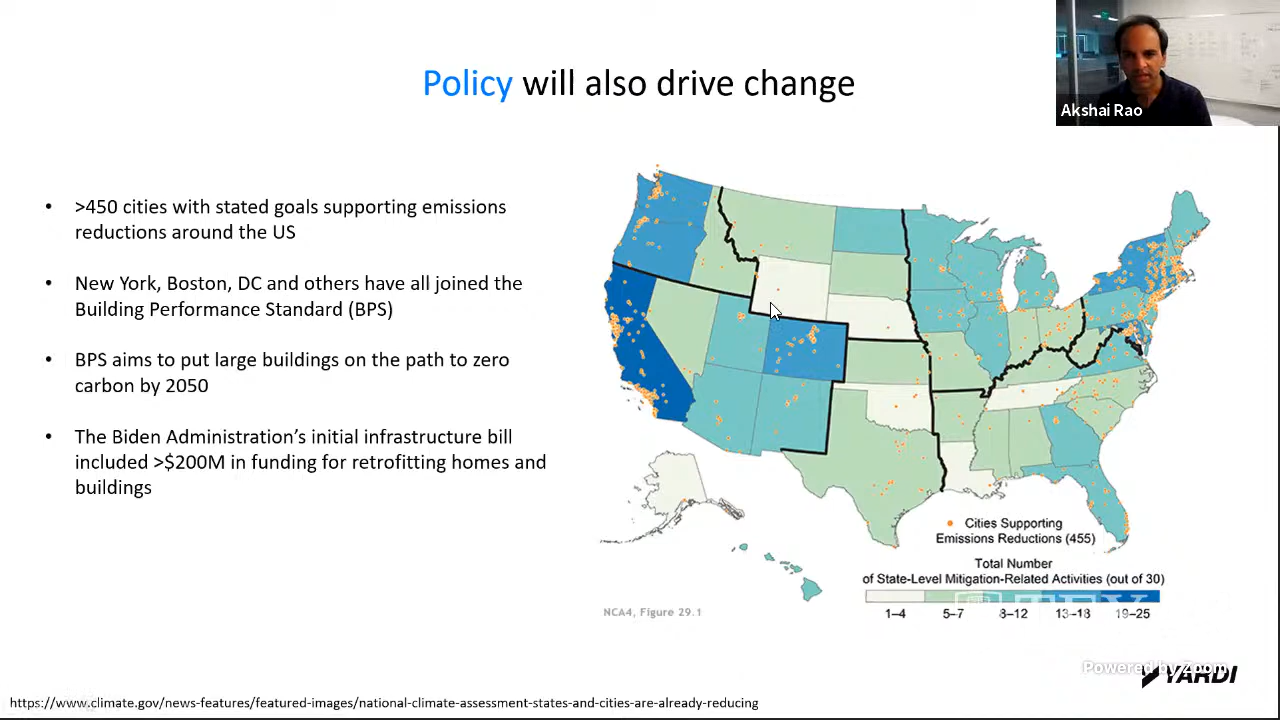 Policy will also drive change
Akshai Rao
• >450 cities with stated goals supporting emissions
reductions around the US
• New York, Boston, DC and others have all joined the
Building Performance Standard (BPS)
• BPS aims to put large buildings on the path to zero
carbon by 2050
• The Biden Administration’s initial infrastructure bill
included >$200M in funding for retrofitting homes and
buildings
Cities Supporting
Emissions Reductions (455)
Total Number
of State-Level Mitigation-Related Activities (out of 30)
1–4 5–7 8–12 13–18 19–25
NCA4, Figure 29.1
Powered by Zoom
YARDI
https://www.climate.gov/news-features/featured-images/national-climate-assessment-states-and-cities-are-already-reducing